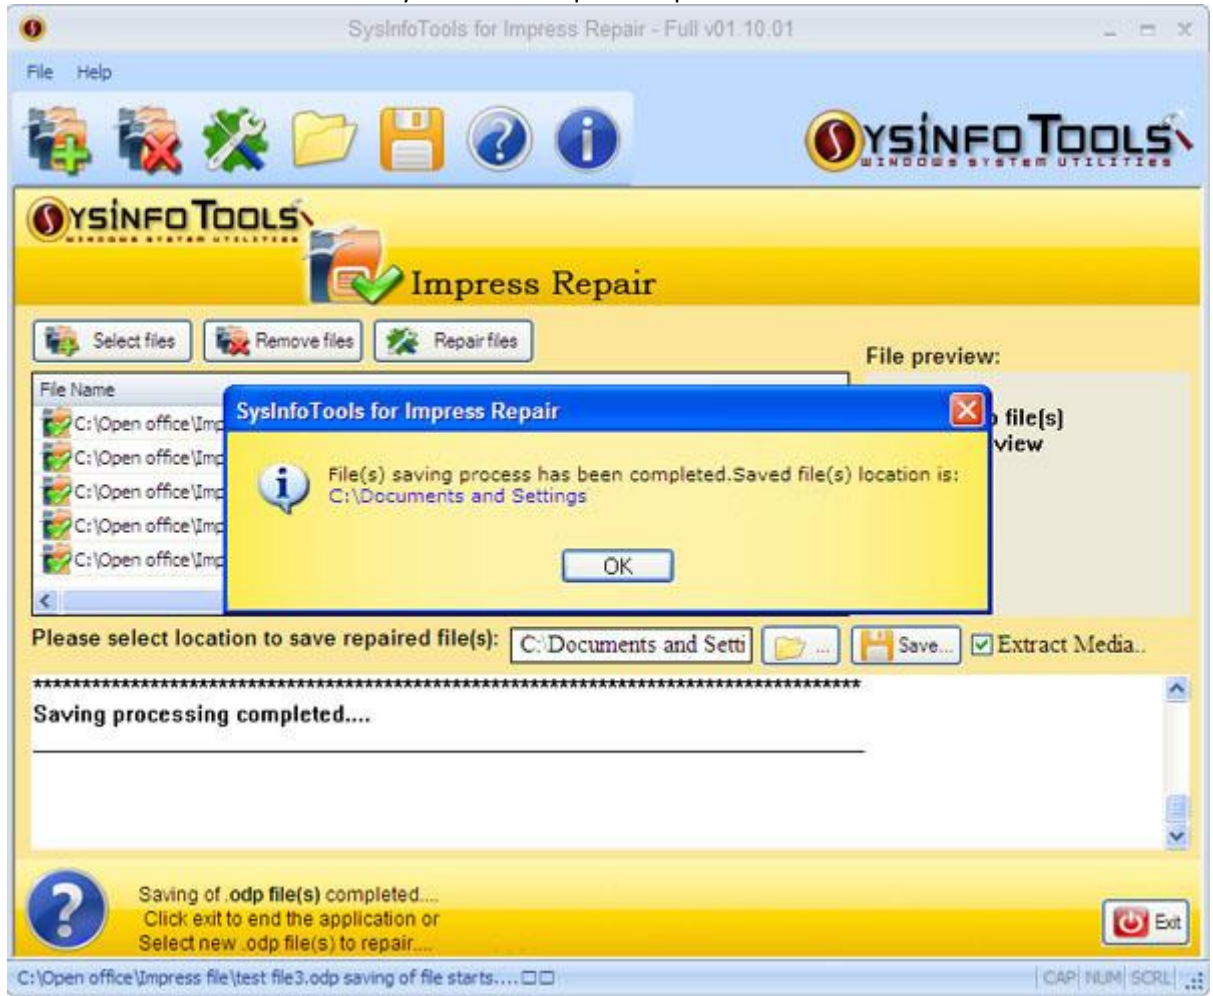 SysInfoTools for Impress Repair - Full v01.10.01
File Help
SYSINFO TOOLS
WINDOWS SYSTEM UTILITIES
SYSINFO TOOLS
WINDOWS SYSTEM UTILITIES
Impress Repair
Select files Remove files Repair files
File preview:
File Name
C:\Open office\Imp
C:\Open office\Imp
C:\Open office\Imp
C:\Open office\Imp
C:\Open office\Imp
file(s)
view
SysInfoTools for Impress Repair
File(s) saving process has been completed.Saved file(s) location is:
C:\Documents and Settings
OK
Please select location to save repaired file(s): C:\Documents and Setti ... Save... Extract Media..
********************************************************************************
Saving processing completed....
Saving of .odp file(s) completed....
Click exit to end the application or
Select new .odp file(s) to repair....
Exit
C:\Open office\Impress file\test file3.odp saving of file starts....□□
CAP NUM SCRL